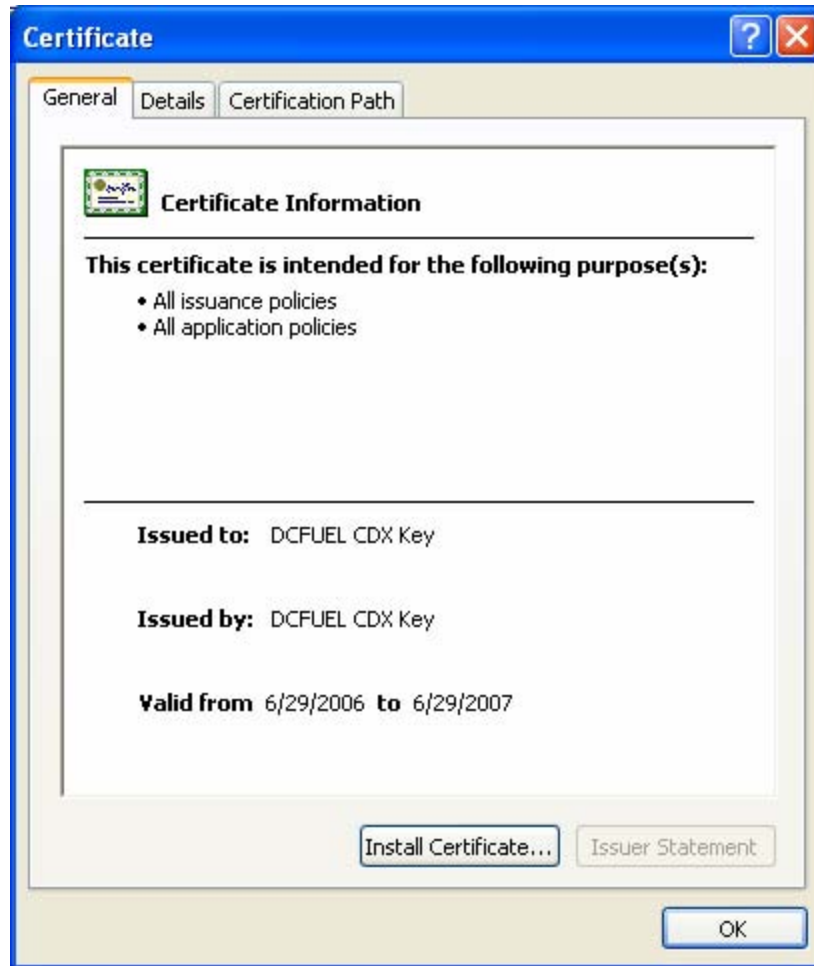 Certificate
?
X
General Details Certification Path
Certificate Information
This certificate is intended for the following purpose(s):
• All issuance policies
• All application policies
Issued to: DCFUEL CDX Key
Issued by: DCFUEL CDX Key
Valid from 6/29/2006 to 6/29/2007
Install Certificate... Issuer Statement
OK